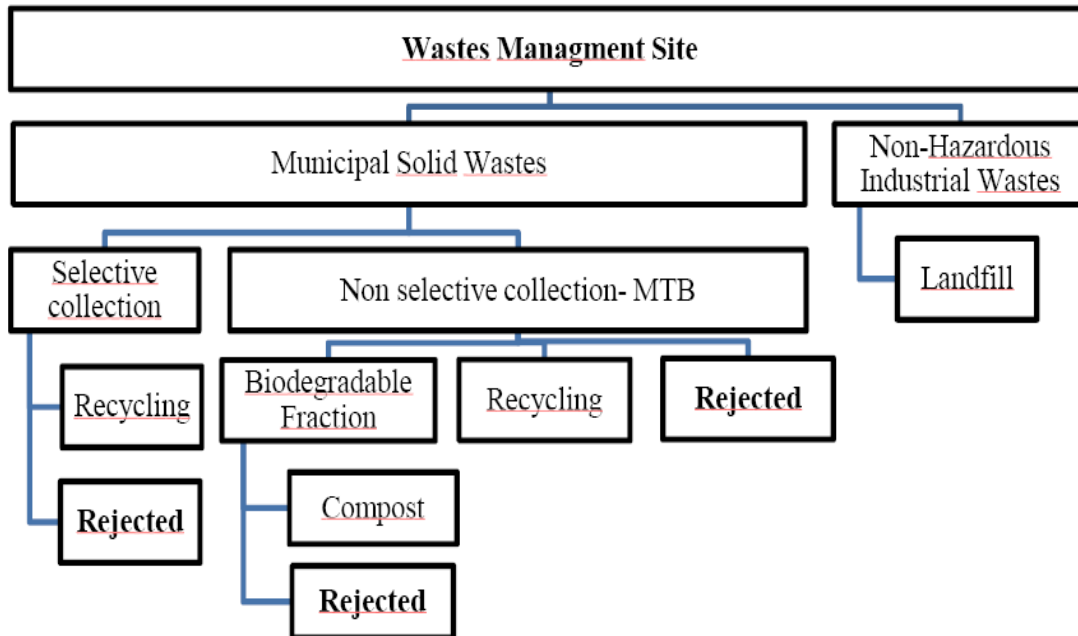 Wastes Managment Site
Municipal Solid Wastes
Non-Hazardous
Industrial Wastes
Selective
collection
Non selective collection- MTB
Landfill
Recycling
Rejected
Biodegradable
Fraction
Recycling
Rejected
Compost
Rejected